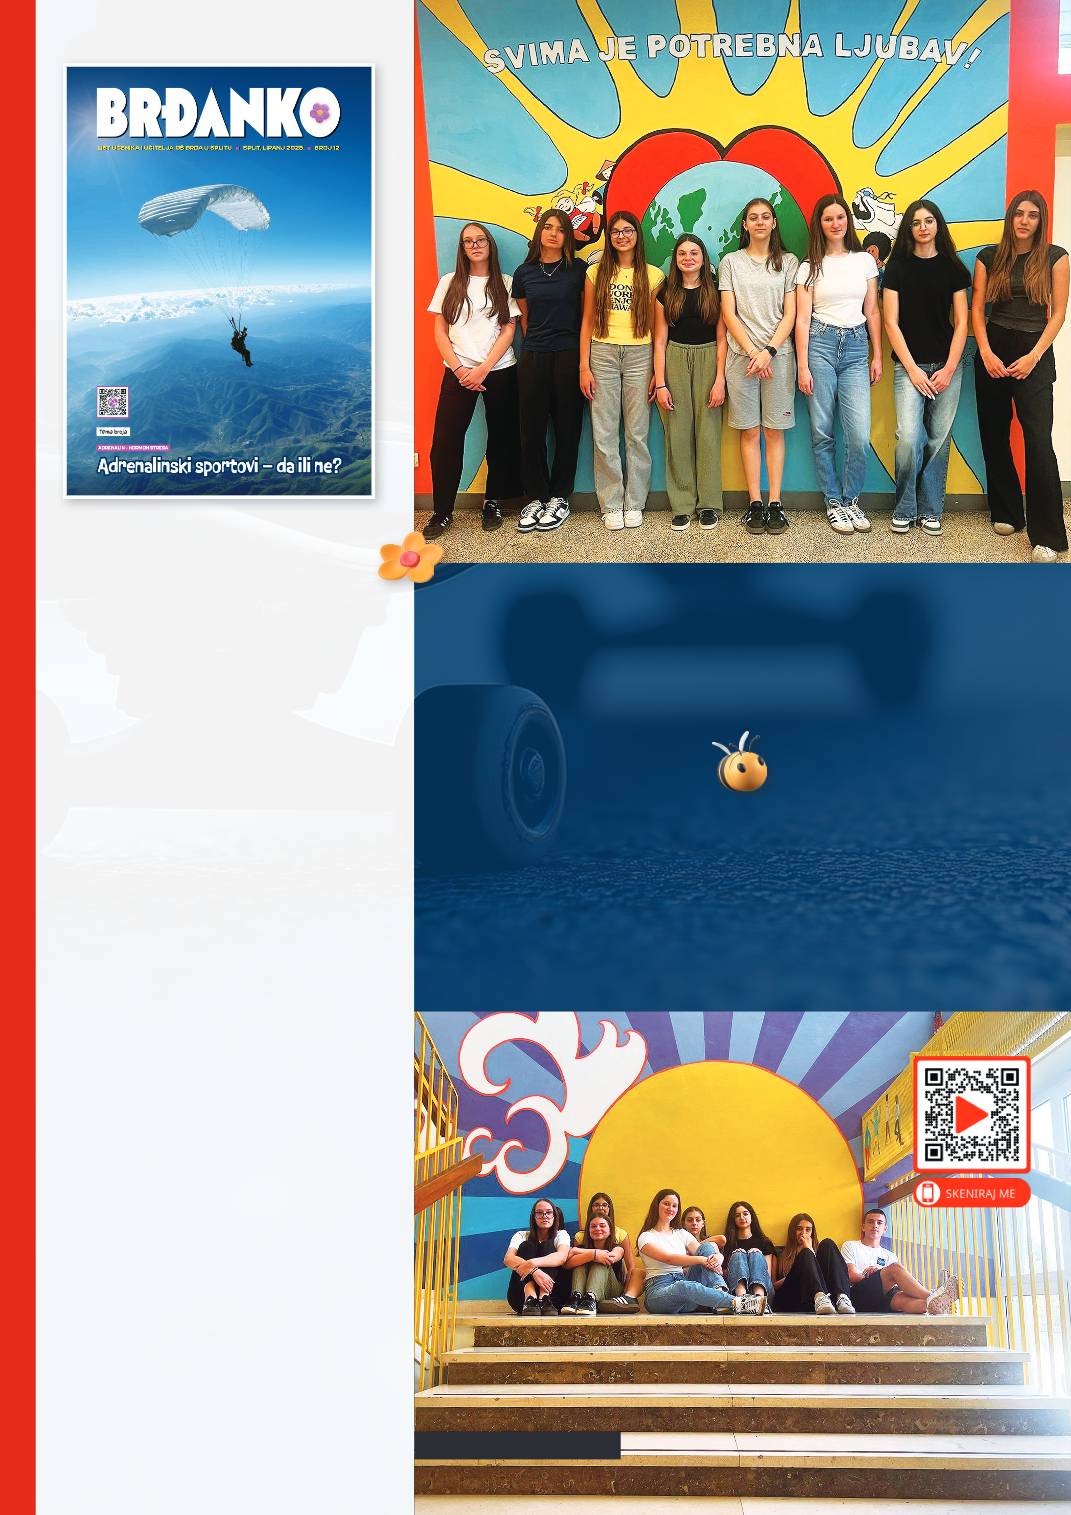 BRĐANKO
LIST UČENIKA I UČITELJA OŠ BRDA U SPLITU • SPLIT, LIPANJ 2025. • BROJ 12
Tema broja
ADRENALIN - HORMON STRESA
Adrenalinski sportovi – da ili ne?
SVIMA JE POTREBNA LJUBAV!
SKENIRAJ ME